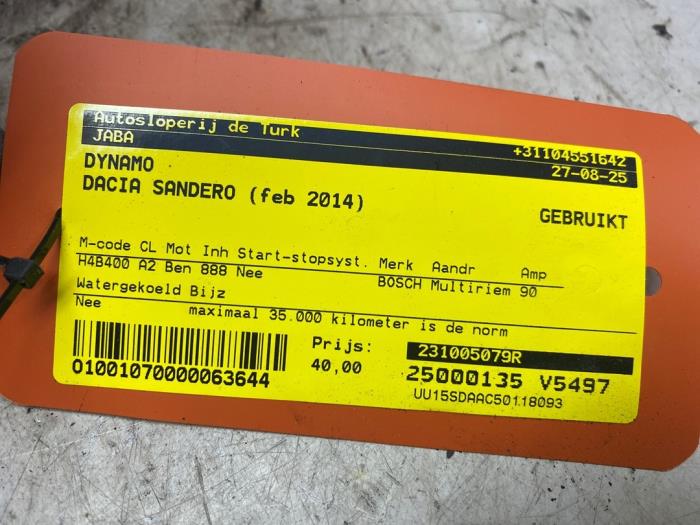 Autosloperij de Turk +31104551642
JABA 27-08-25
DYNAMO
DACIA SANDERO (feb 2014) GEBRUIKT
M-code CL Mot Inh Start-stopsyst. Merk Aandr Amp
H4B400 A2 Ben 888 Nee BOSCH Multiriem 90
Watergekoeld Bijz
Nee maximaal 35.000 kilometer is de norm
Prijs: 231005079R
40,00 25000135 V5497
01001070000063644 UU15SDAAC50118093